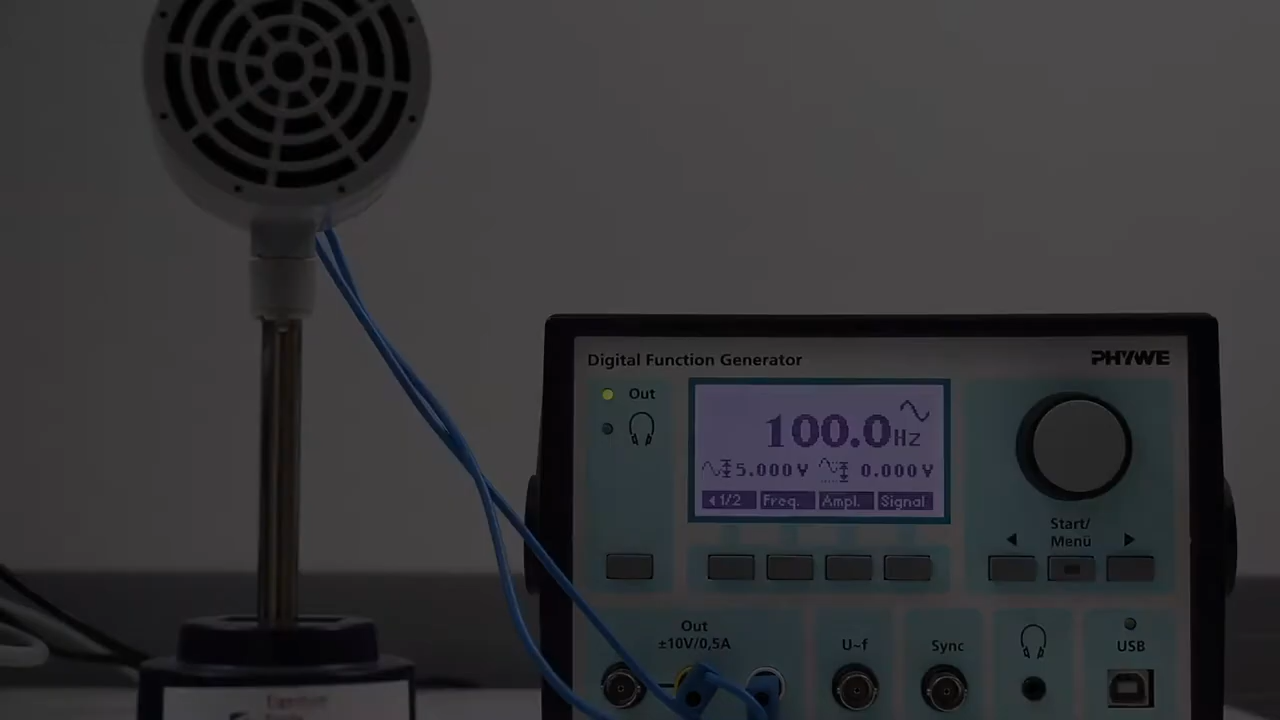 Digital Function Generator
PHYWE
Out
100.0Hz
5.000V 0.000V
1/2 Freq. Ampl. Signal
Start/
Menü
Out
±10V/0,5A
U~f
Sync
USB